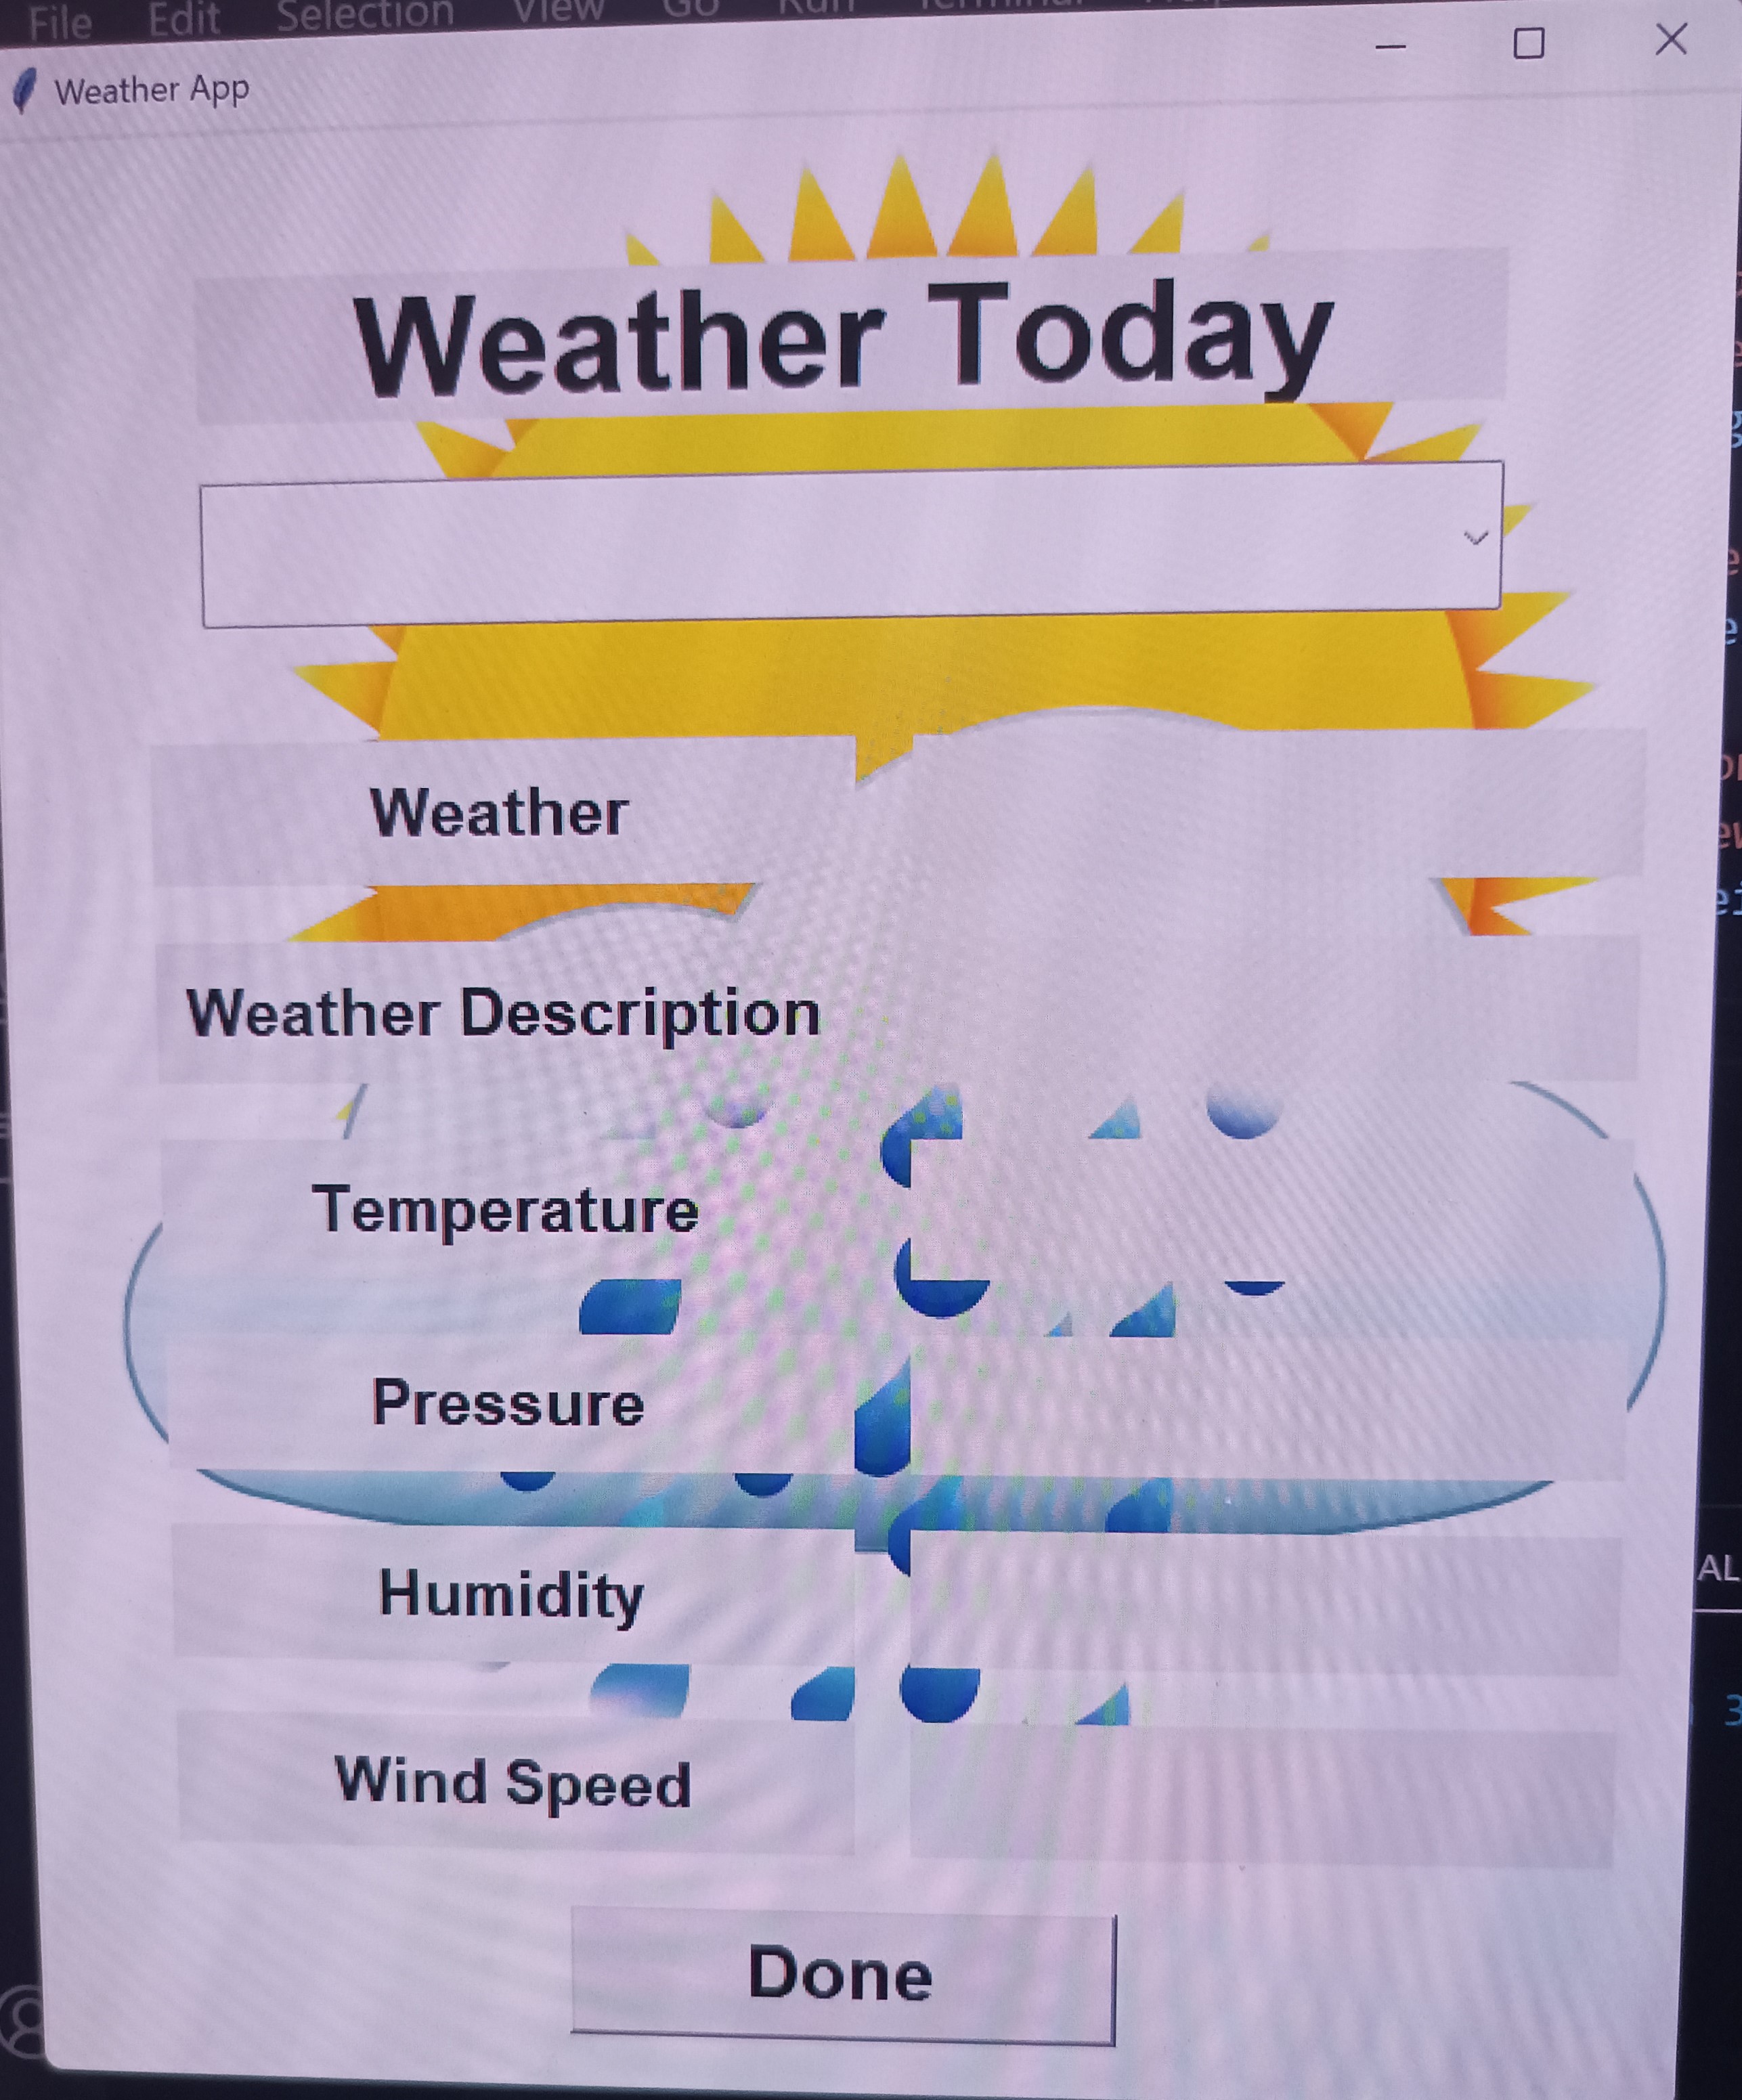 File Edit Selection View Go Run
Weather App
Weather Today
Weather
Weather Description
Temperature
Pressure
Humidity
Wind Speed
Done
AL
3